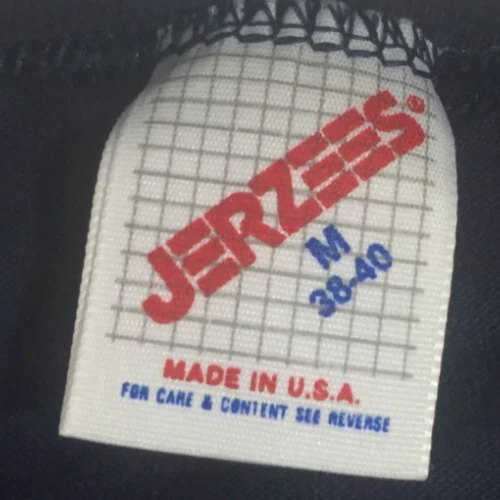 JERZEES®
M
38-40
MADE IN U.S.A.
FOR CARE & CONTENT SEE REVERSE